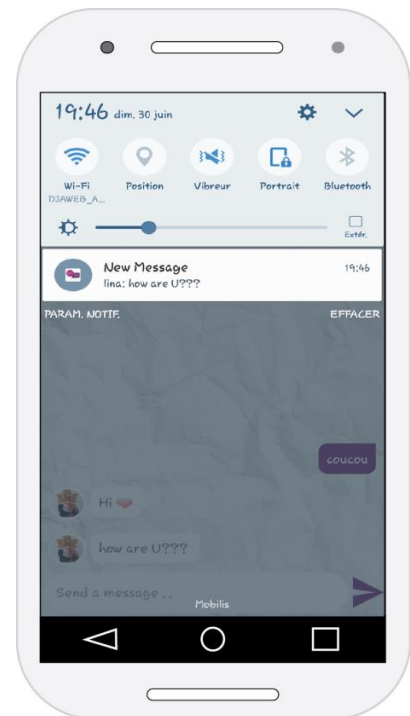 19:46 dim. 30 juin
Wi-Fi Position Vibreur Portrait Bluetooth
DJAWEB_A...
Extér.
New Message 19:46
lina: how are U???
PARAM. NOTIF. EFFACER
coucou
Hi ❤
how are U???
Send a message ..
Mobilis